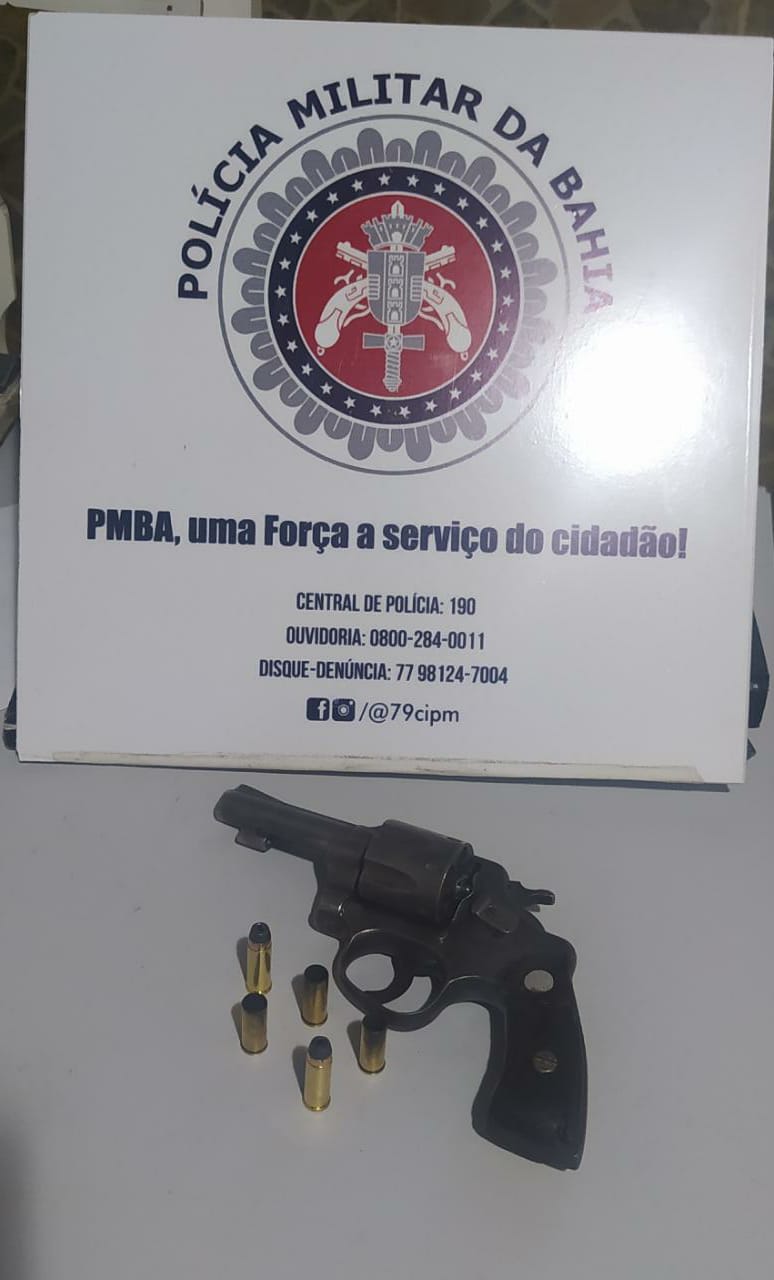 POLÍCIA MILITAR DA BAHIA
PMBA, uma Força a serviço do cidadão!
CENTRAL DE POLÍCIA: 190
OUVIDORIA: 0800-284-0011
DISQUE-DENÚNCIA: 77 98124-7004
/@79cipm